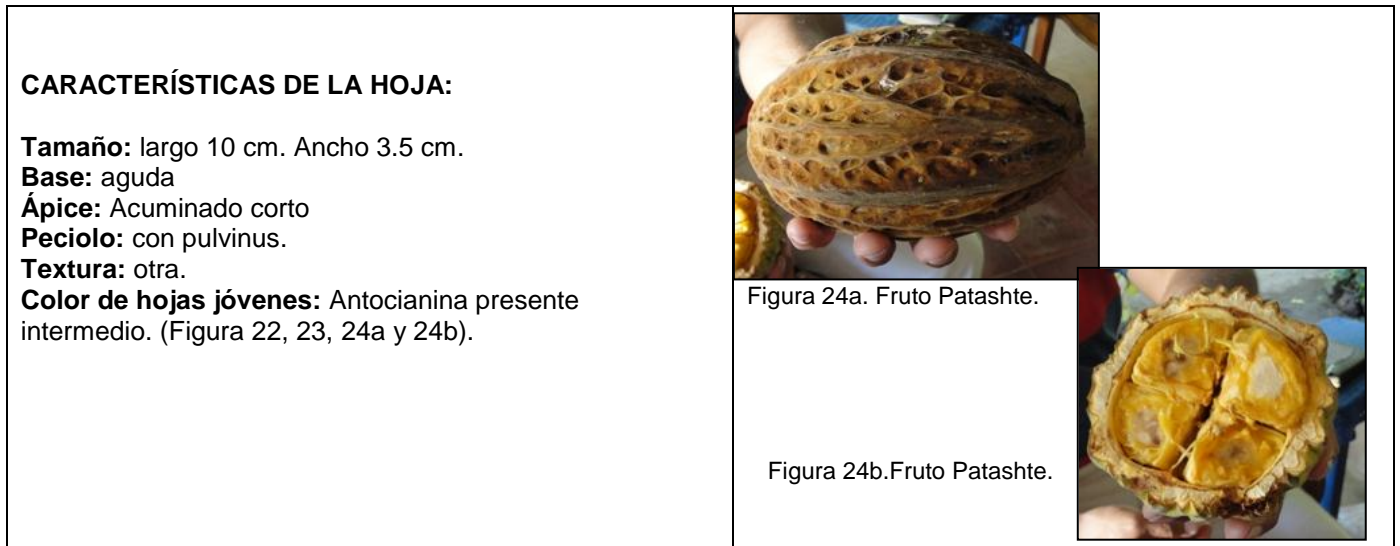 CARACTERÍSTICAS DE LA HOJA:
Tamaño: largo 10 cm. Ancho 3.5 cm.
Base: aguda
Ápice: Acuminado corto
Peciolo: con pulvinus.
Textura: otra.
Color de hojas jóvenes: Antocianina presente
intermedio. (Figura 22, 23, 24a y 24b).
Figura 24a. Fruto Patashte.
Figura 24b.Fruto Patashte.